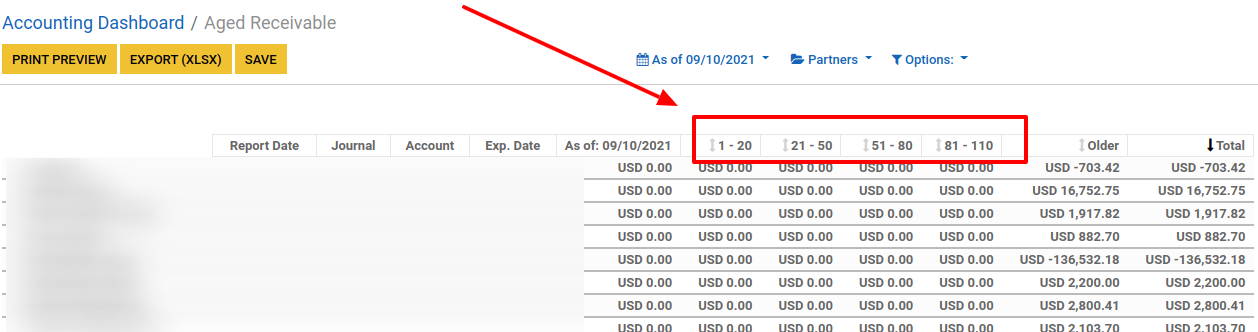 Accounting Dashboard / Aged Receivable
PRINT PREVIEW EXPORT (XLSX) SAVE As of 09/10/2021 Partners Options:
Report Date Journal Account Exp. Date As of: 09/10/2021 1 - 20 21 - 50 51 - 80 81 - 110 Older Total
USD 0.00 USD 0.00 USD 0.00 USD 0.00 USD 0.00 USD -703.42 USD -703.42
USD 0.00 USD 0.00 USD 0.00 USD 0.00 USD 0.00 USD 16,752.75 USD 16,752.75
USD 0.00 USD 0.00 USD 0.00 USD 0.00 USD 0.00 USD 1,917.82 USD 1,917.82
USD 0.00 USD 0.00 USD 0.00 USD 0.00 USD 0.00 USD 882.70 USD 882.70
USD 0.00 USD 0.00 USD 0.00 USD 0.00 USD 0.00 USD -136,532.18 USD -136,532.18
USD 0.00 USD 0.00 USD 0.00 USD 0.00 USD 0.00 USD 2,200.00 USD 2,200.00
USD 0.00 USD 0.00 USD 0.00 USD 0.00 USD 0.00 USD 2,800.41 USD 2,800.41
USD 0.00 USD 0.00 USD 0.00 USD 0.00 USD 0.00 USD 2,103.70 USD 2,103.70